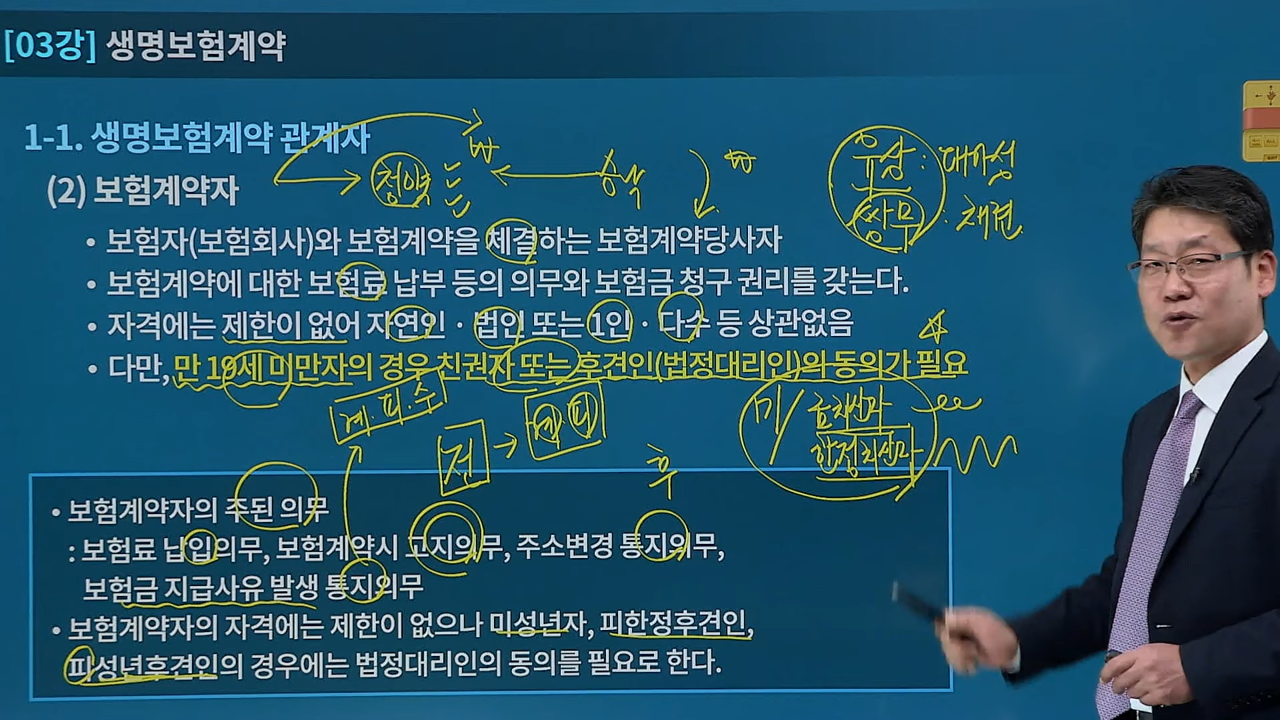 [03강] 생명보험계약
1-1. 생명보험계약 관계자
(2) 보험계약자
청약
승낙
유상 : 대가성
쌍무 : 채권
• 보험자(보험회사)와 보험계약을 체결하는 보험계약당사자
• 보험계약에 대한 보험료 납부 등의 의무와 보험금 청구 권리를 갖는다.
• 자격에는 제한이 없어 자연인 · 법인 또는 1인 · 다수 등 상관없음
• 다만, 만 19세 미만자의 경우 친권자 또는 후견인(법정대리인)의 동의가 필요
계·피·수
전
계 피
후
미
한정치산자
• 보험계약자의 주된 의무
: 보험료 납입의무, 보험계약시 고지의무, 주소변경 통지의무,
보험금 지급사유 발생 통지의무
• 보험계약자의 자격에는 제한이 없으나 미성년자, 피한정후견인,
피성년후견인의 경우에는 법정대리인의 동의를 필요로 한다.